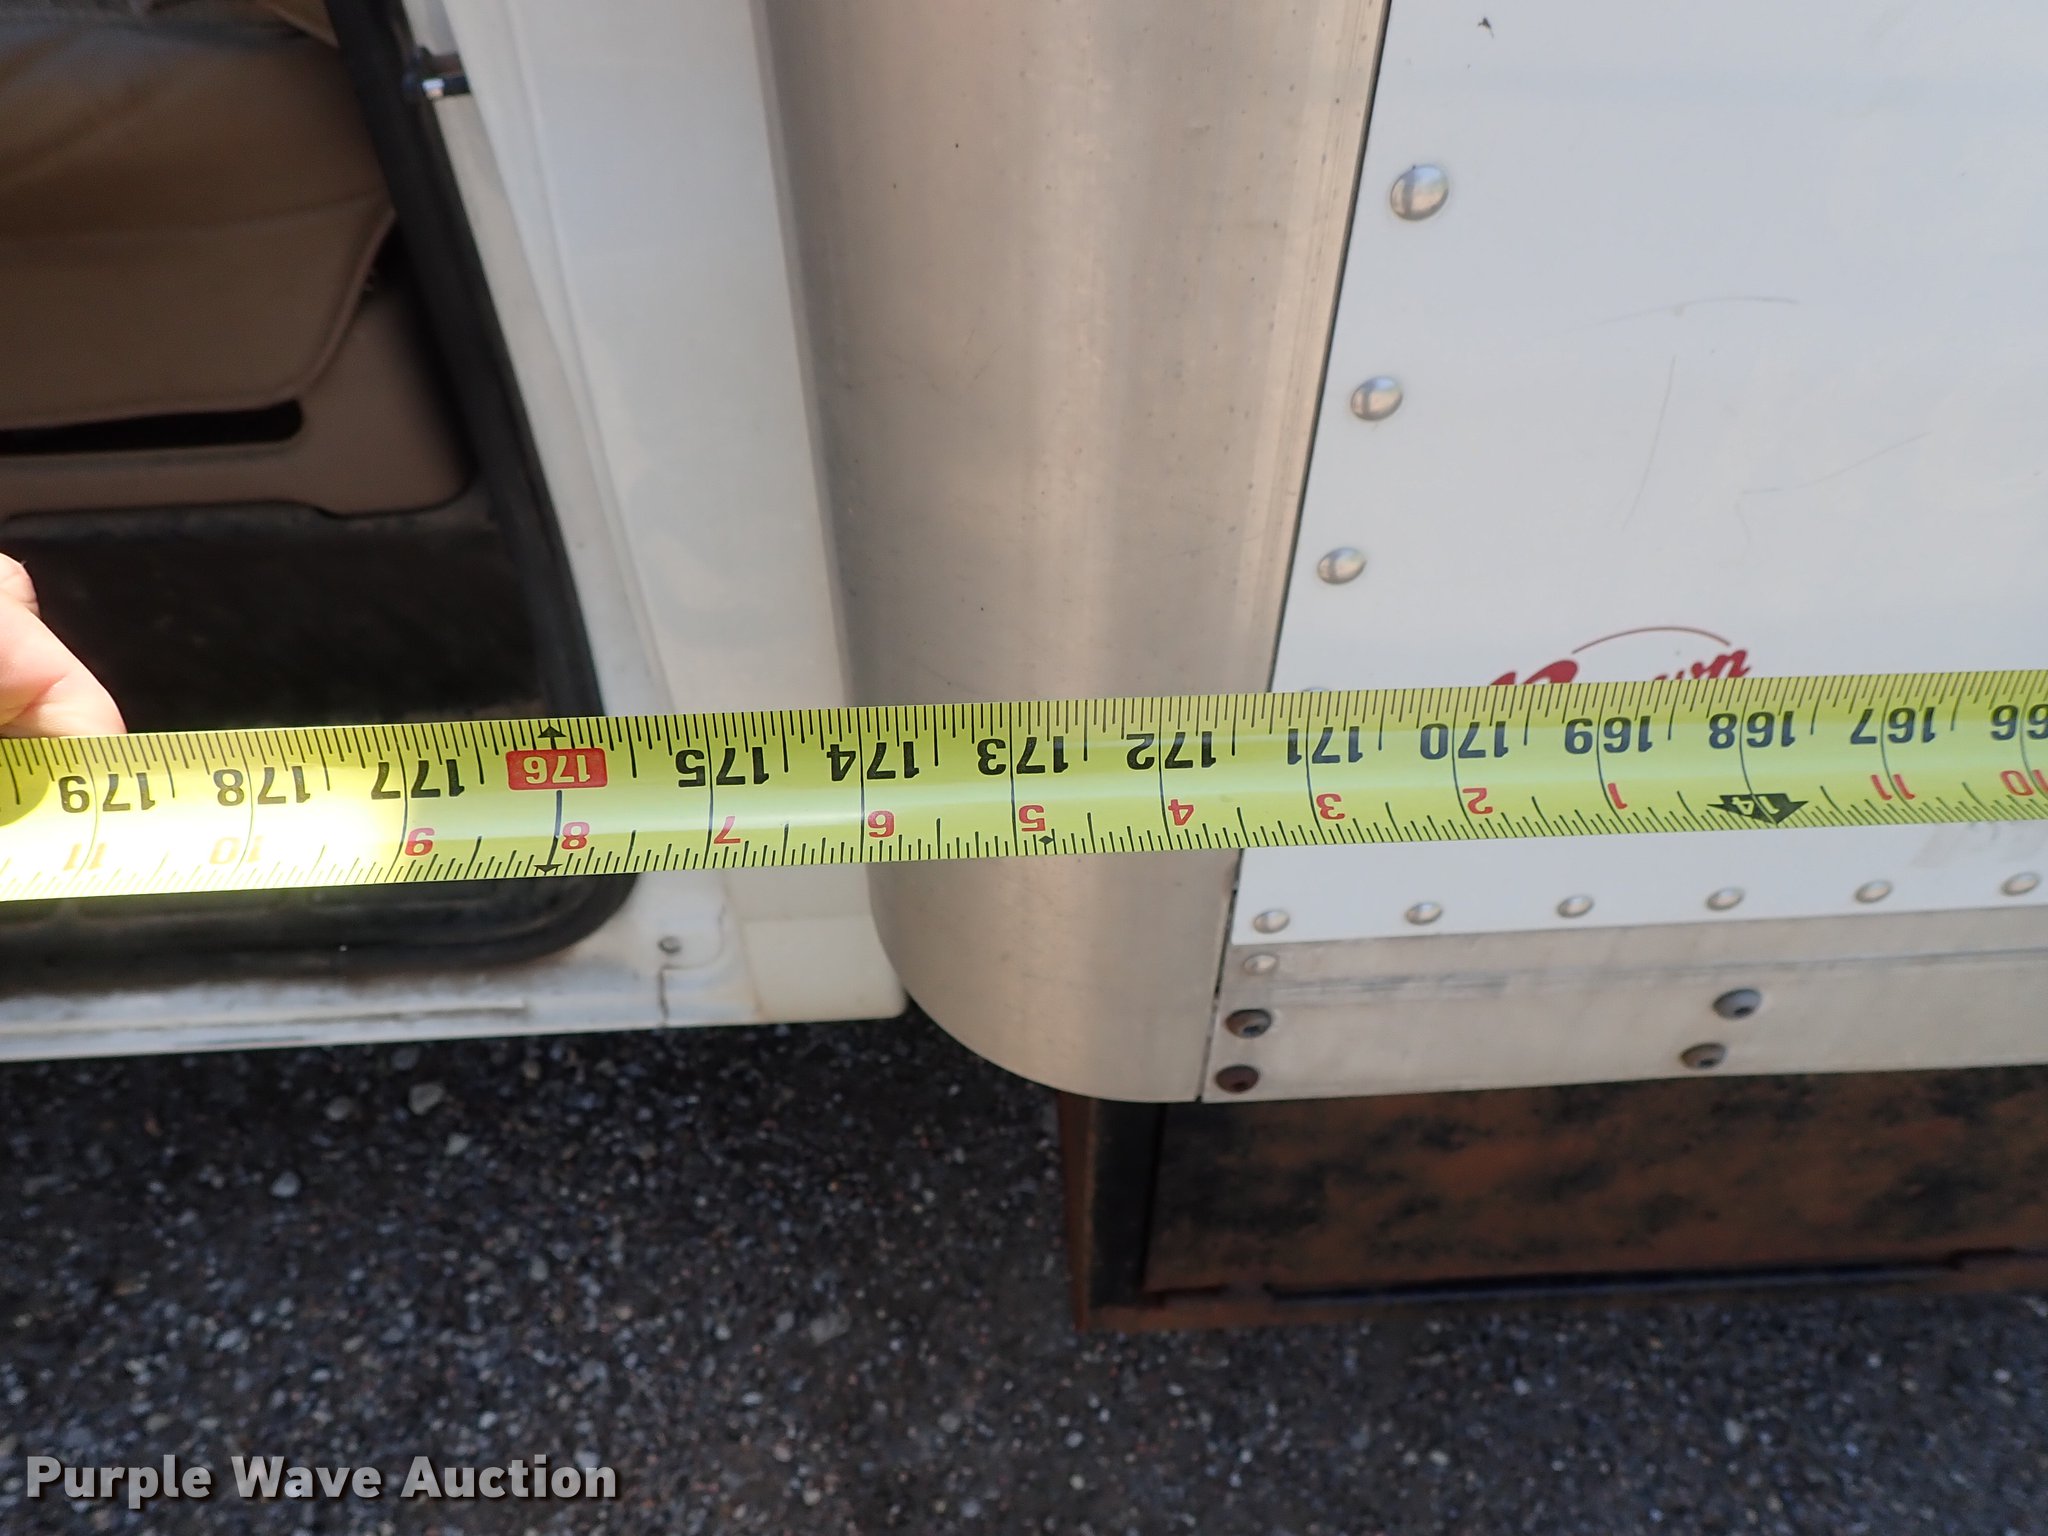 Brown
179 179 178 178 177 177 176 175 175 174 174 173 173 172 172 171 171 170 170 169 169 168 168 167 167 166
11 10 9 8 7 6 5 4 3 2 1 14 11 10
Purple Wave Auction